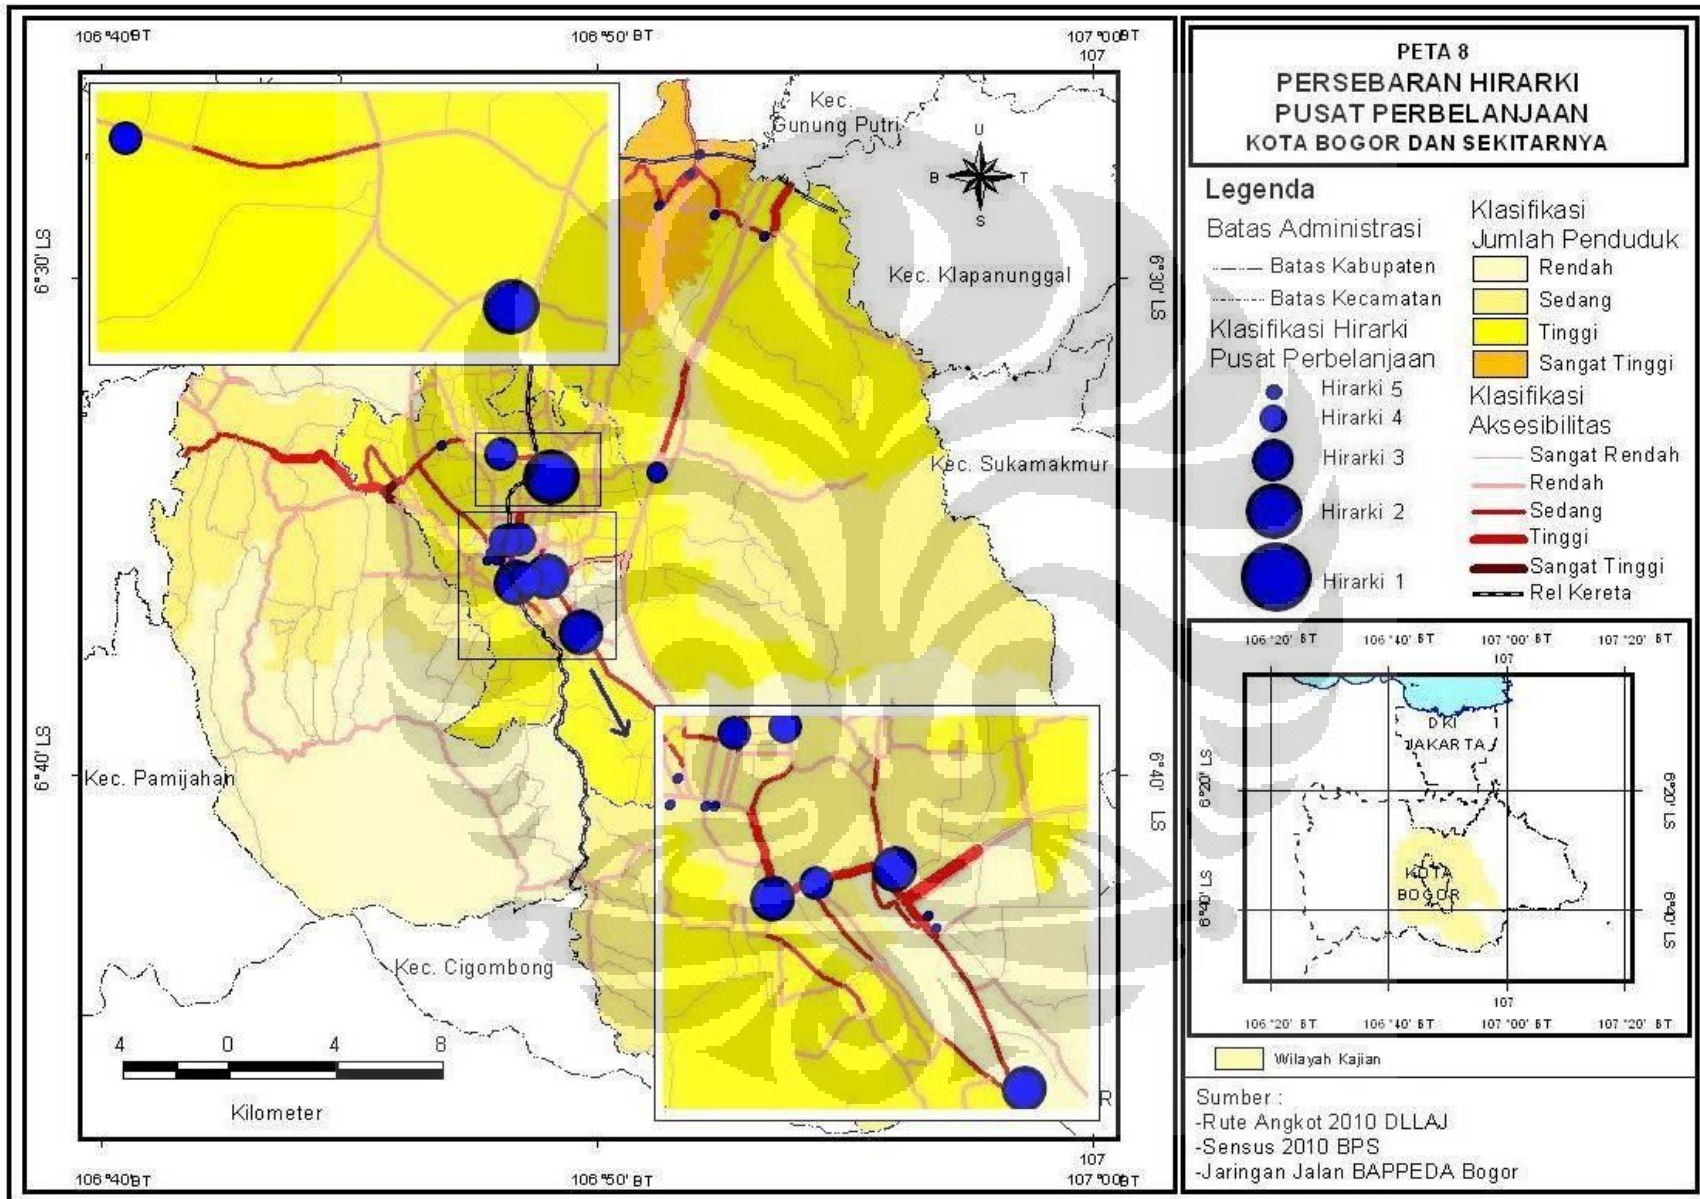 PETA 8
PERSEBARAN HIRARKI
PUSAT PERBELANJAAN
KOTA BOGOR DAN SEKITARNYA
106°40' BT
106°50' BT
107°00' BT
107
6°30' LS
6°40' LS
6°30' LS
6°40' LS
Kec.
Gunung Putri
U
B
T
S
Kec. Klapanunggal
Kec. Sukamakmur
Kec. Pamijahan
Kec. Cigombong
R
4 0 4 8
Kilometer
106°40' BT
106°50' BT
107
107°00' BT
Legenda
Batas Administrasi
Batas Kabupaten
Batas Kecamatan
Klasifikasi Hirarki
Pusat Perbelanjaan
Hirarki 5
Hirarki 4
Hirarki 3
Hirarki 2
Hirarki 1
Klasifikasi
Jumlah Penduduk
Rendah
Sedang
Tinggi
Sangat Tinggi
Klasifikasi
Aksesibilitas
Sangat Rendah
Rendah
Sedang
Tinggi
Sangat Tinggi
Rel Kereta
106°20' BT
106°40' BT
107°00' BT
107°20' BT
107
DKI
JAKARTA
6°20' LS
6°20' LS
KOTA
BOGOR
6°40' LS
6°40' LS
107
106°20' BT
106°40' BT
107°00' BT
107°20' BT
Wilayah Kajian
Sumber :
-Rute Angkot 2010 DLLAJ
-Sensus 2010 BPS
-Jaringan Jalan BAPPEDA Bogor